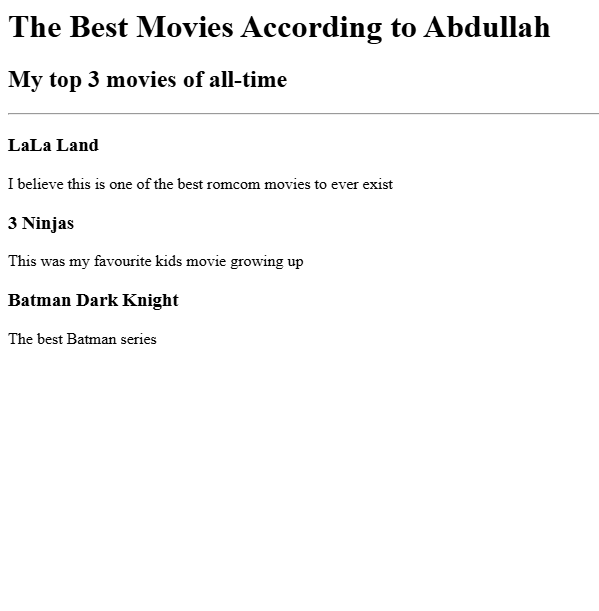 The Best Movies According to Abdullah
My top 3 movies of all-time
LaLa Land
I believe this is one of the best romcom movies to ever exist
3 Ninjas
This was my favourite kids movie growing up
Batman Dark Knight
The best Batman series